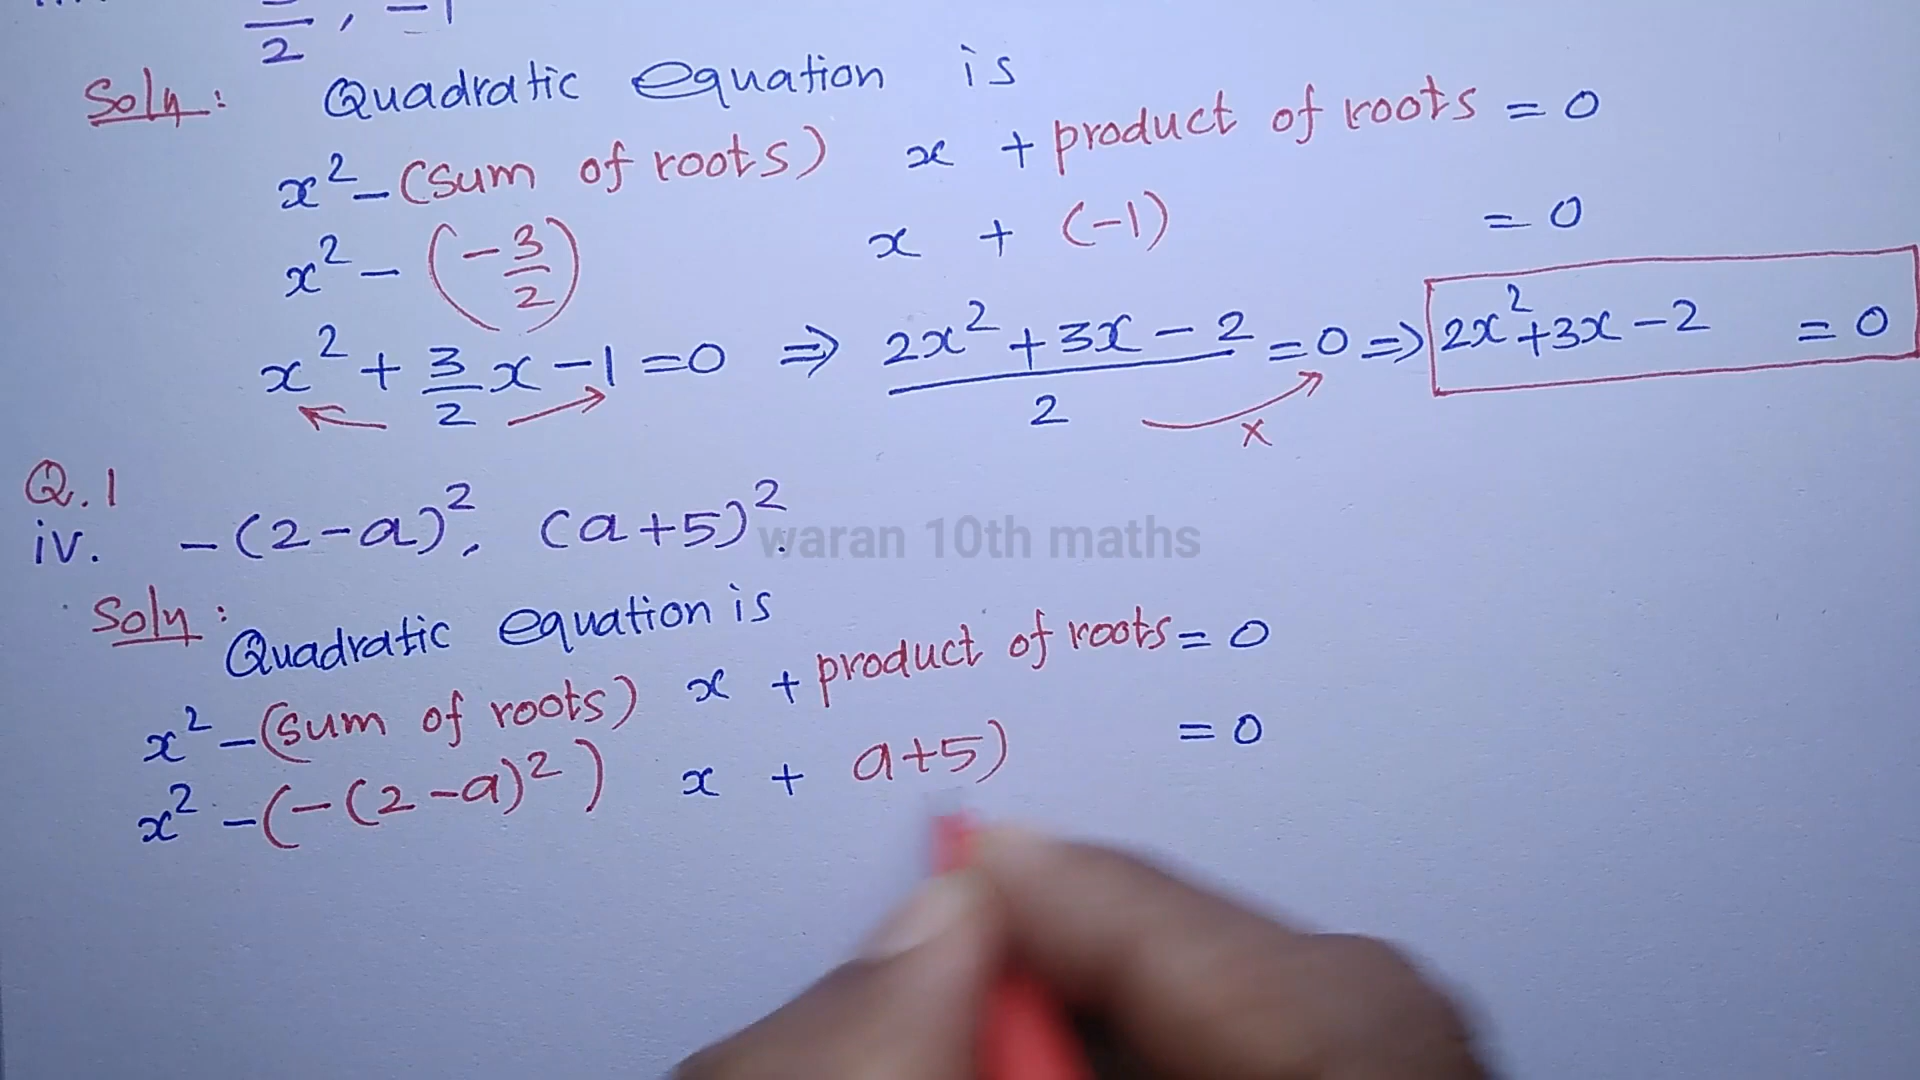 2 , -1
Soln: Quadratic equation is
x² - (sum of roots) x + product of roots = 0
x² - (-3/2) x + (-1) = 0
x² + 3/2 x - 1 = 0 ⇒ (2x² + 3x - 2)/2 = 0 ⇒ 2x² + 3x - 2 = 0
x
Q. 1
iv. -(2-a)², (a+5)².
waran 10th maths
Soln: Quadratic equation is
x² - (sum of roots) x + product of roots = 0
x² - (-(2-a)²) x + a+5) = 0